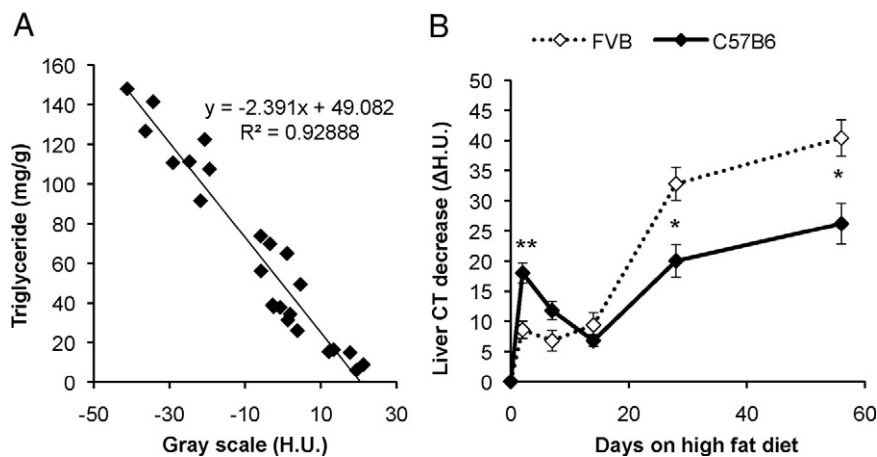 A
Triglyceride (mg/g)
160
140
120
100
80
60
40
20
0
y = -2.391x + 49.082
R² = 0.92888
-50 -30 -10 10 30
Gray scale (H.U.)
B
FVB C57B6
Liver CT decrease (ΔH.U.)
50
45
40
35
30
25
20
15
10
5
0
**
*
*
0 20 40 60
Days on high fat diet